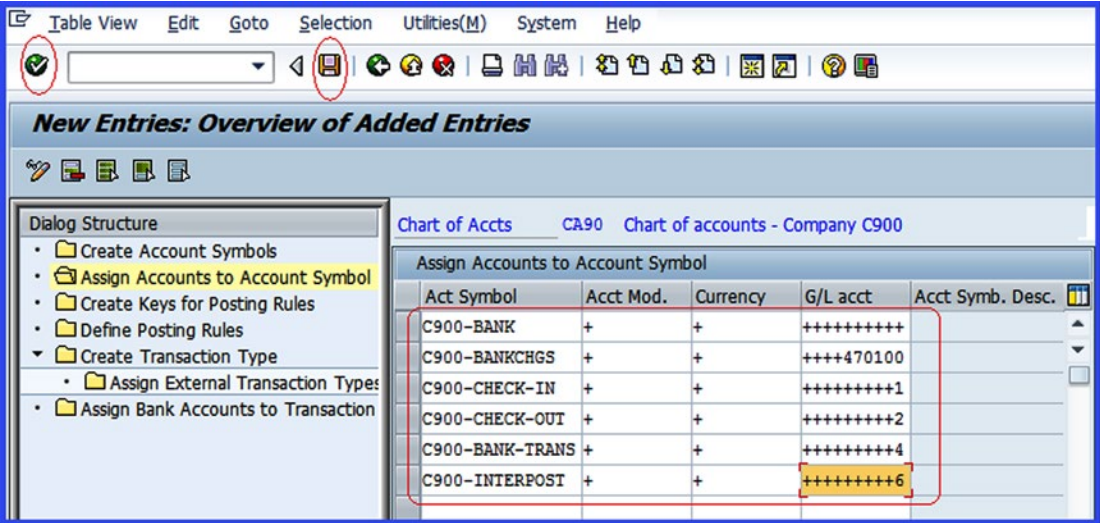 Table View Edit Goto Selection Utilities(M) System Help
New Entries: Overview of Added Entries
Dialog Structure
Create Account Symbols
Assign Accounts to Account Symbol
Create Keys for Posting Rules
Define Posting Rules
Create Transaction Type
Assign External Transaction Types
Assign Bank Accounts to Transaction
Chart of Accts CA90 Chart of accounts - Company C900
Assign Accounts to Account Symbol
Act Symbol Acct Mod. Currency G/L acct Acct Symb. Desc.
C900-BANK + + ++++++++++
C900-BANKCHGS + + ++++470100
C900-CHECK-IN + + +++++++++1
C900-CHECK-OUT + + +++++++++2
C900-BANK-TRANS + + +++++++++4
C900-INTERPOST + + +++++++++6